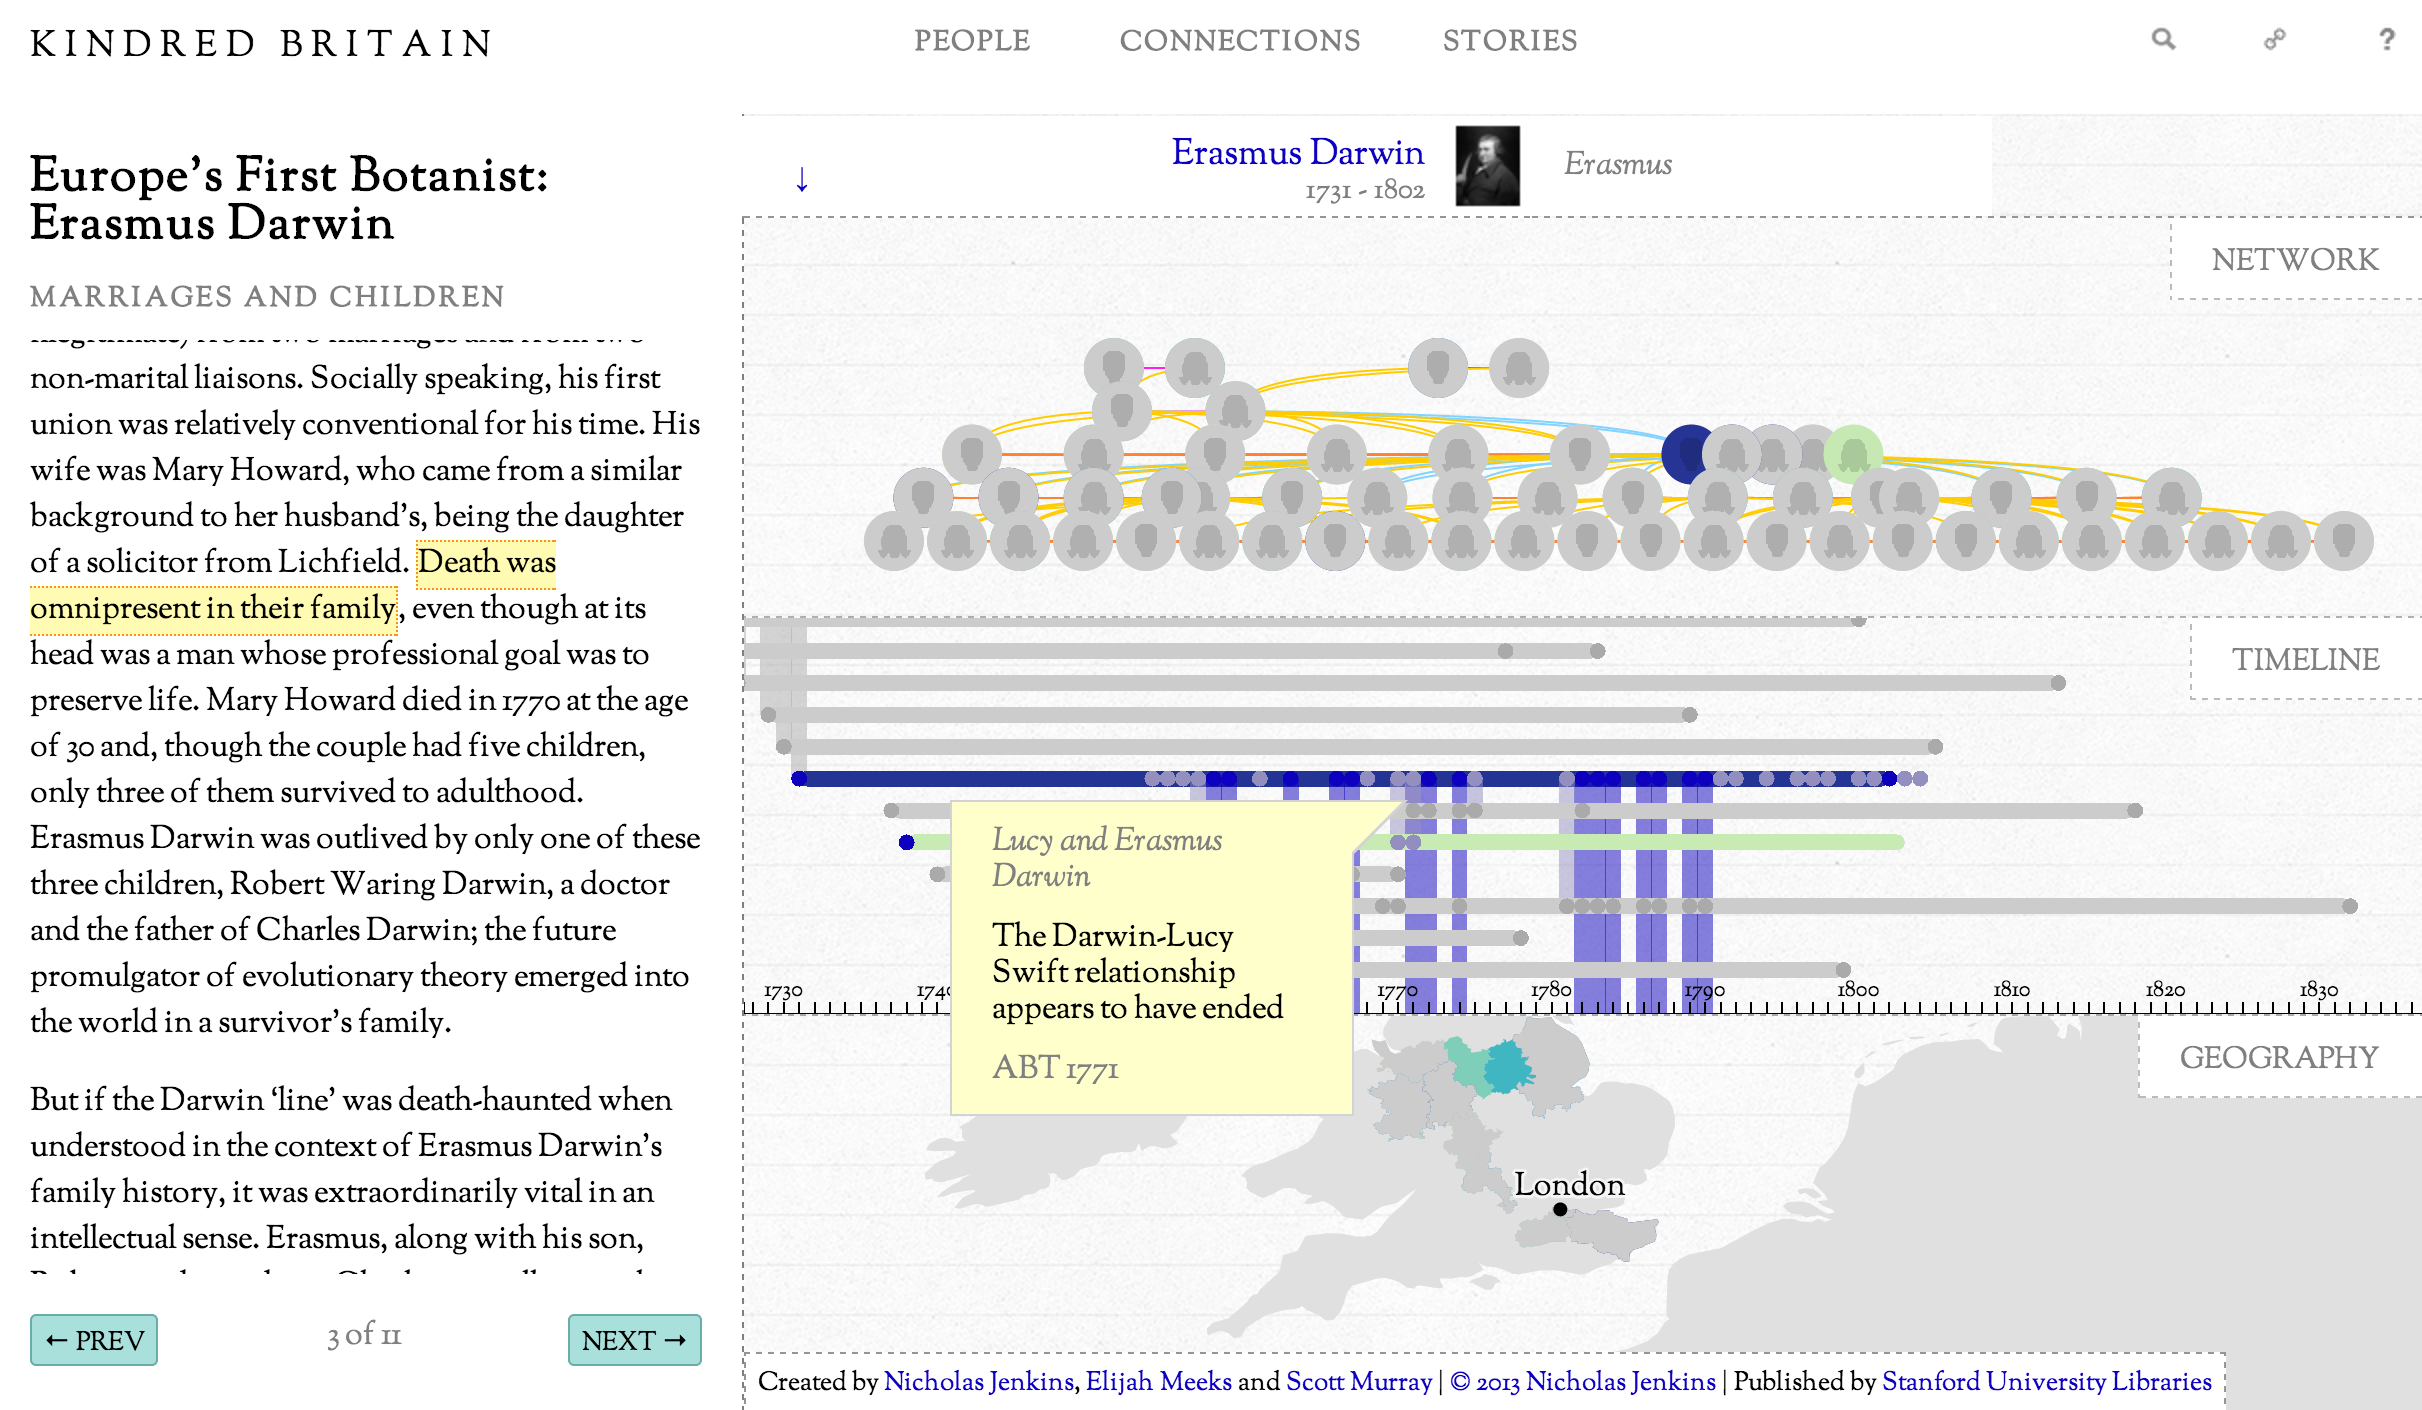 KINDRED BRITAIN
PEOPLE CONNECTIONS STORIES ?
Europe’s First Botanist:
Erasmus Darwin
MARRIAGES AND CHILDREN
non-marital liaisons. Socially speaking, his first
union was relatively conventional for his time. His
wife was Mary Howard, who came from a similar
background to her husband’s, being the daughter
of a solicitor from Lichfield. Death was
omnipresent in their family, even though at its
head was a man whose professional goal was to
preserve life. Mary Howard died in 1770 at the age
of 30 and, though the couple had five children,
only three of them survived to adulthood.
Erasmus Darwin was outlived by only one of these
three children, Robert Waring Darwin, a doctor
and the father of Charles Darwin; the future
promulgator of evolutionary theory emerged into
the world in a survivor’s family.
But if the Darwin ‘line’ was death-haunted when
understood in the context of Erasmus Darwin’s
family history, it was extraordinarily vital in an
intellectual sense. Erasmus, along with his son,
← PREV
3 of 11
NEXT →
↓
Erasmus Darwin
1731 - 1802
Erasmus
NETWORK
TIMELINE
Lucy and Erasmus
Darwin
The Darwin-Lucy
Swift relationship
appears to have ended
ABT 1771
1730 1740 1770 1780 1790 1800 1810 1820 1830
GEOGRAPHY
London
Created by Nicholas Jenkins, Elijah Meeks and Scott Murray | © 2013 Nicholas Jenkins | Published by Stanford University Libraries